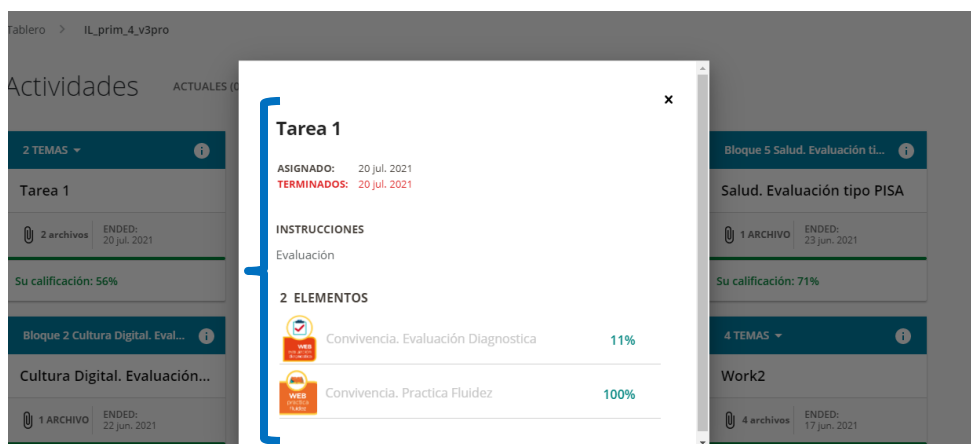 Tablero > IL_prim_4_v3pro
Actividades ACTUALES (0
2 TEMAS
Tarea 1
2 archivos ENDED:
20 jul. 2021
Su calificación: 56%
Bloque 2 Cultura Digital. Eval...
Cultura Digital. Evaluación...
1 ARCHIVO ENDED:
22 jun. 2021
×
Tarea 1
ASIGNADO: 20 jul. 2021
TERMINADOS: 20 jul. 2021
INSTRUCCIONES
Evaluación
2 ELEMENTOS
WEB
Convivencia. Evaluación Diagnostica 11%
WEB
practica
fluidez
Convivencia. Practica Fluidez 100%
Bloque 5 Salud. Evaluación ti...
Salud. Evaluación tipo PISA
1 ARCHIVO ENDED:
23 jun. 2021
Su calificación: 71%
4 TEMAS
Work2
4 archivos ENDED:
17 jun. 2021